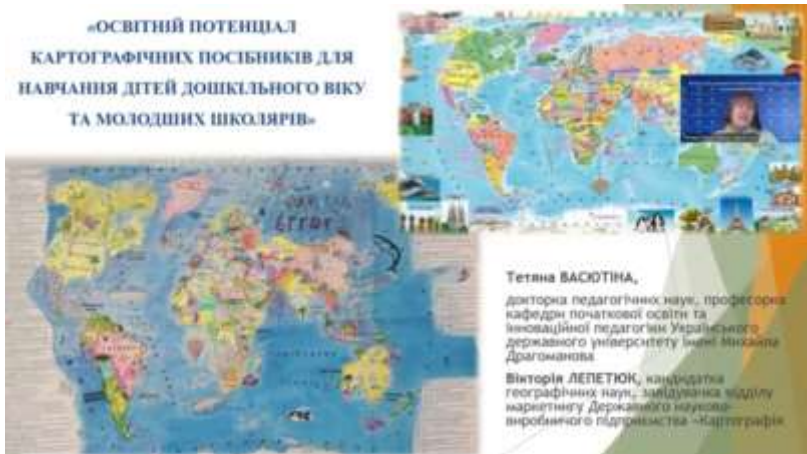 «ОСВІТНІЙ ПОТЕНЦІАЛ
КАРТОГРАФІЧНИХ ПОСІБНИКІВ ДЛЯ
НАВЧАННЯ ДІТЕЙ ДОШКІЛЬНОГО ВІКУ
ТА МОЛОДШИХ ШКОЛЯРІВ»
Тетяна ВАСЮТІНА,
докторка педагогічних наук, професорка
кафедри початкової освіти та
інноваційної педагогіки Українського
державного університету імені Михайла
Драгоманова
Вікторія ЛЕПЕТЮК, кандидатка
географічних наук, завідувачка відділу
маркетингу Державного науково-
виробничого підприємства «Картографія